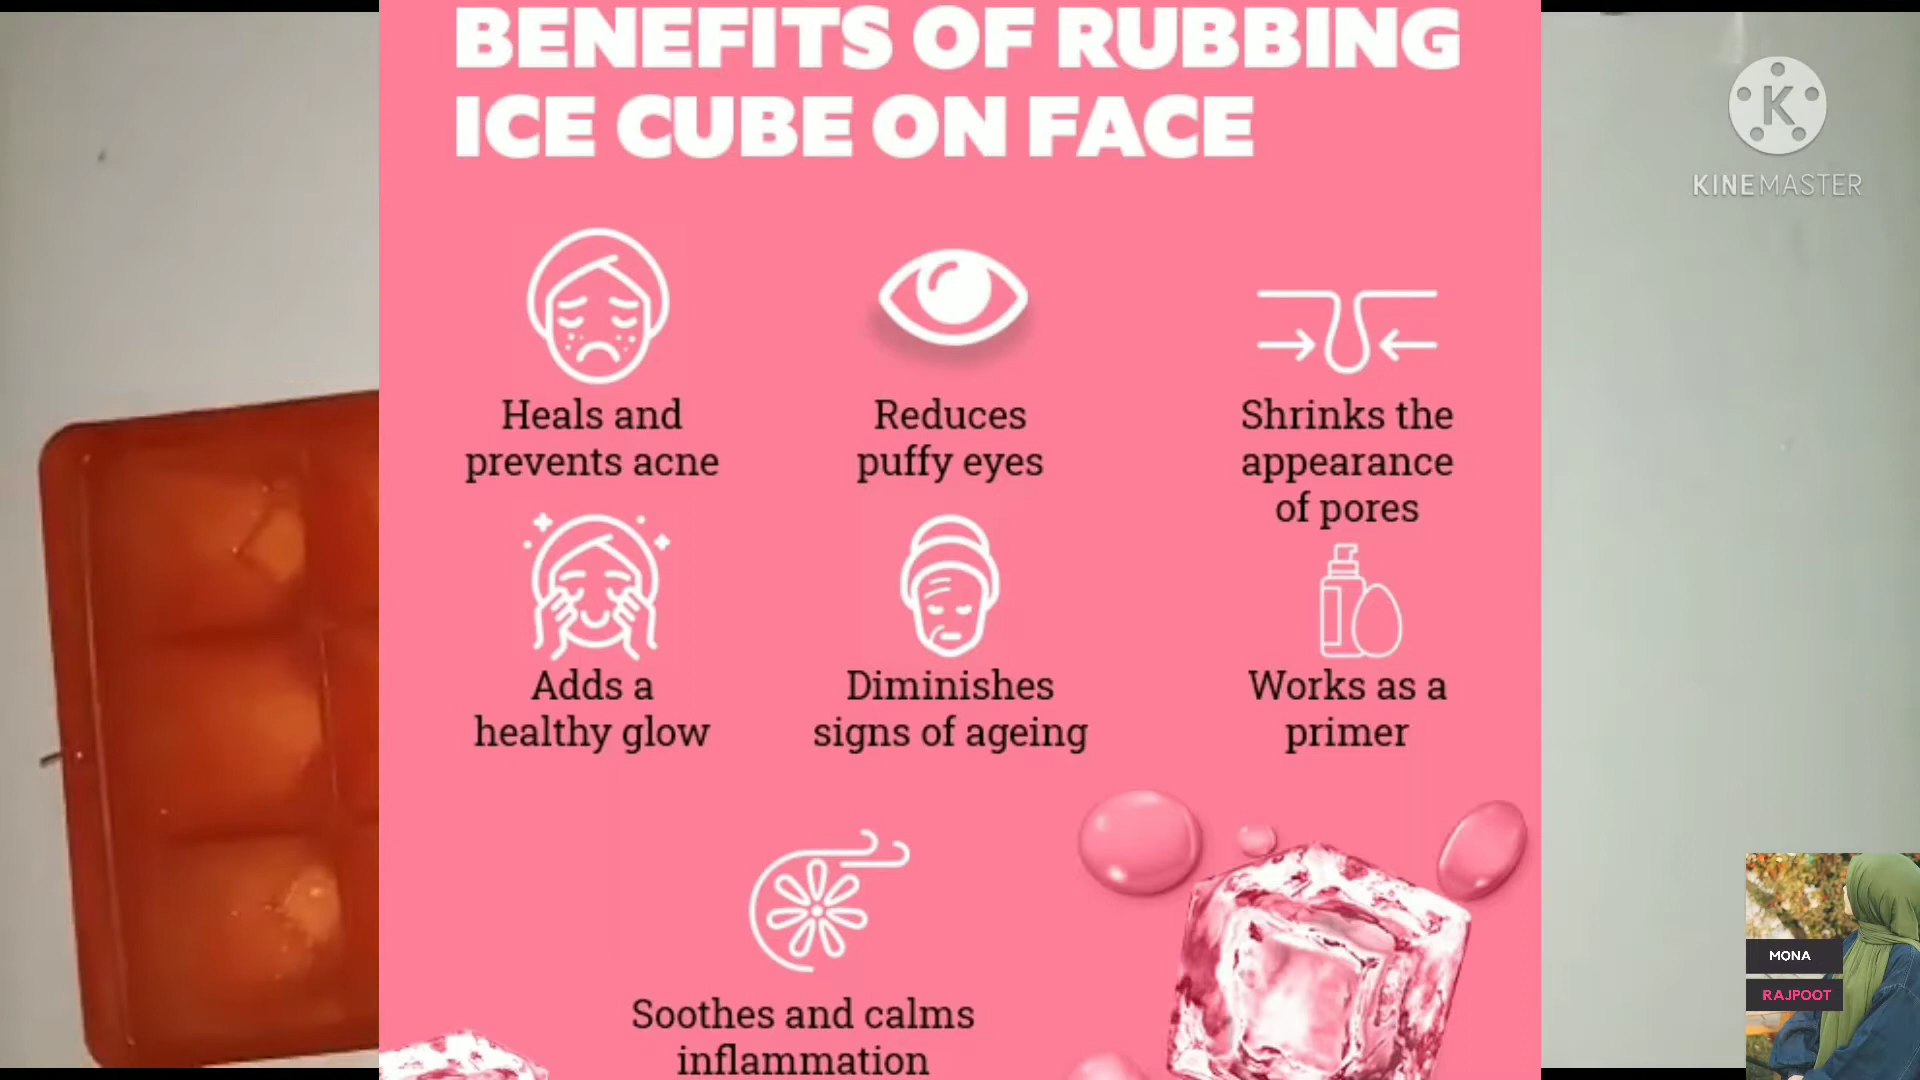 BENEFITS OF RUBBING
ICE CUBE ON FACE
Heals and
prevents acne
Reduces
puffy eyes
Shrinks the
appearance
of pores
Adds a
healthy glow
Diminishes
signs of ageing
Works as a
primer
Soothes and calms
inflammation
K
KINEMASTER
MONA
RAJPOOT